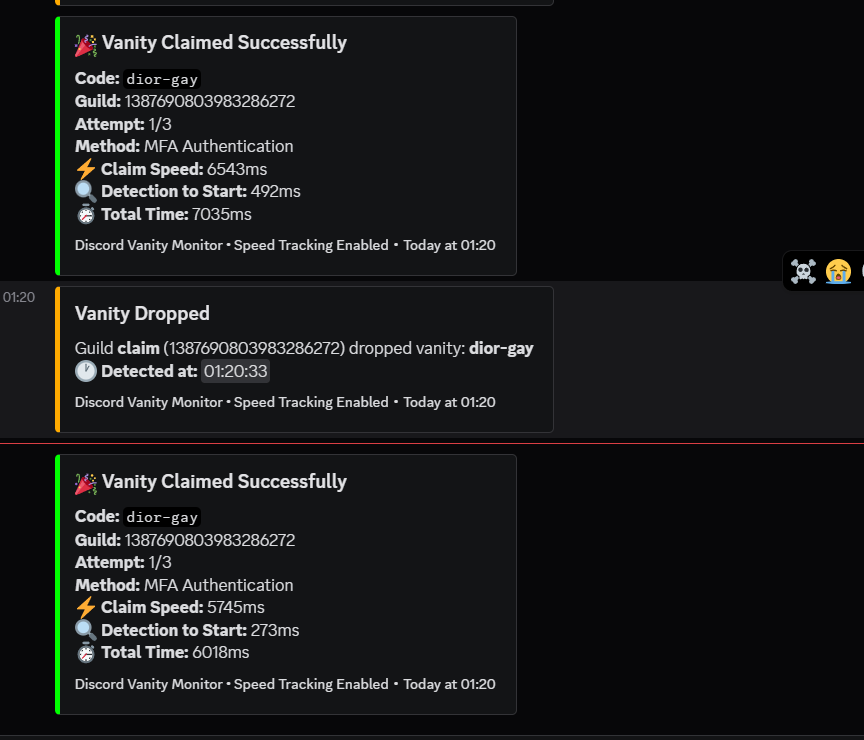 Vanity Claimed Successfully
Code: dior-gay
Guild: 1387690803983286272
Attempt: 1/3
Method: MFA Authentication
Claim Speed: 6543ms
Detection to Start: 492ms
Total Time: 7035ms
Discord Vanity Monitor • Speed Tracking Enabled • Today at 01:20
01:20
Vanity Dropped
Guild claim (1387690803983286272) dropped vanity: dior-gay
Detected at: 01:20:33
Discord Vanity Monitor • Speed Tracking Enabled • Today at 01:20
Vanity Claimed Successfully
Code: dior-gay
Guild: 1387690803983286272
Attempt: 1/3
Method: MFA Authentication
Claim Speed: 5745ms
Detection to Start: 273ms
Total Time: 6018ms
Discord Vanity Monitor • Speed Tracking Enabled • Today at 01:20